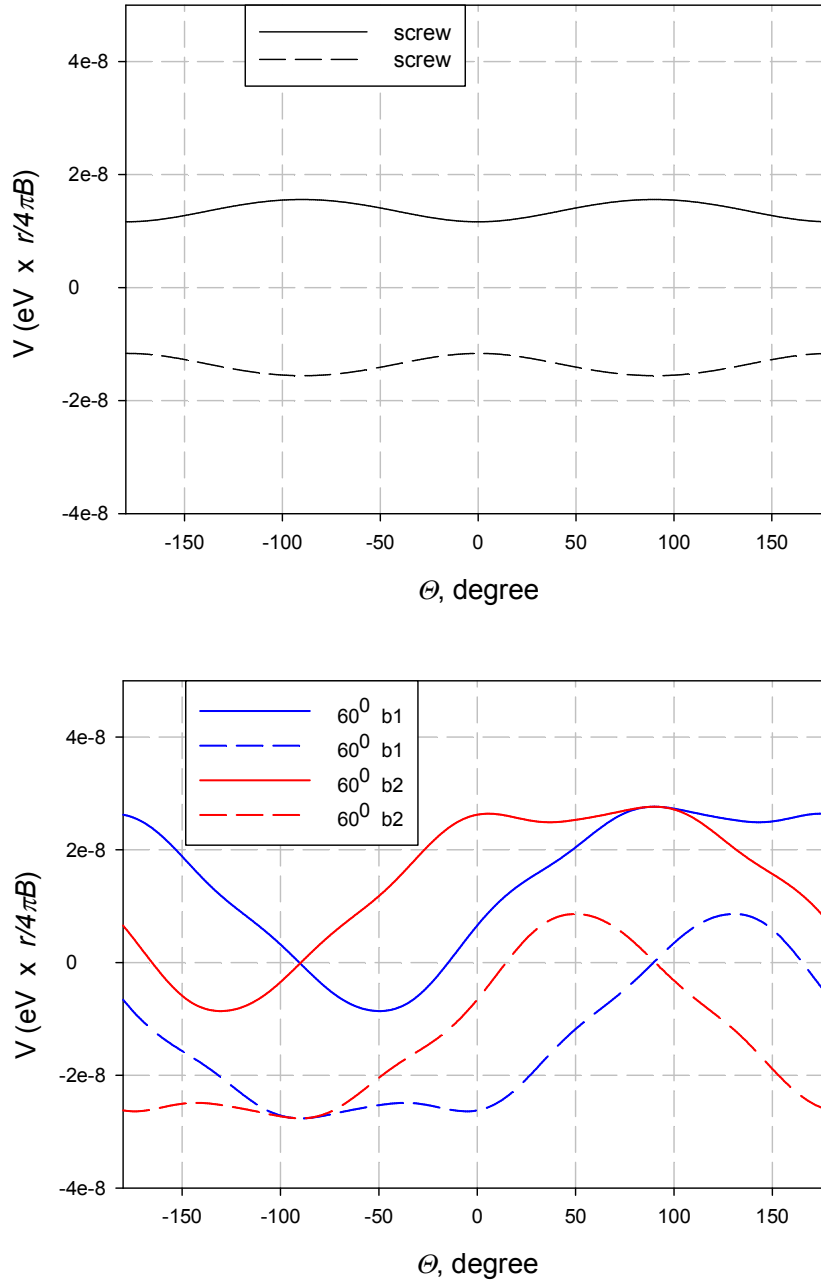 screw
screw
4e-8
2e-8
0
-2e-8
-4e-8
V (eV x r/4πB)
-150 -100 -50 0 50 100 150
Θ, degree
60⁰ b1
60⁰ b1
60⁰ b2
60⁰ b2
4e-8
2e-8
0
-2e-8
-4e-8
V (eV x r/4πB)
-150 -100 -50 0 50 100 150
Θ, degree